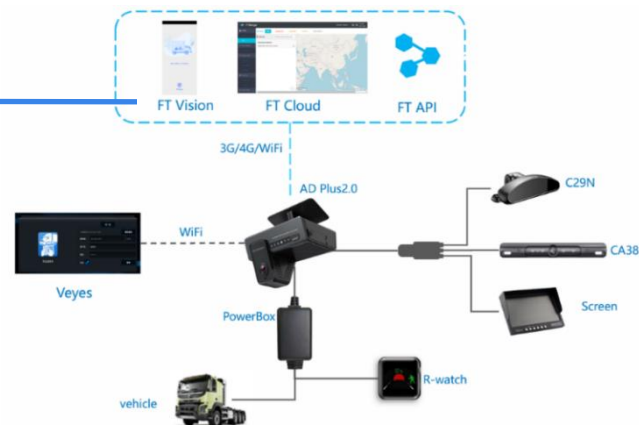 FT Vision
FT Cloud
FT API
3G/4G/WiFi
AD Plus2.0
C29N
WiFi
CA38
Veyes
PowerBox
Screen
R-watch
vehicle